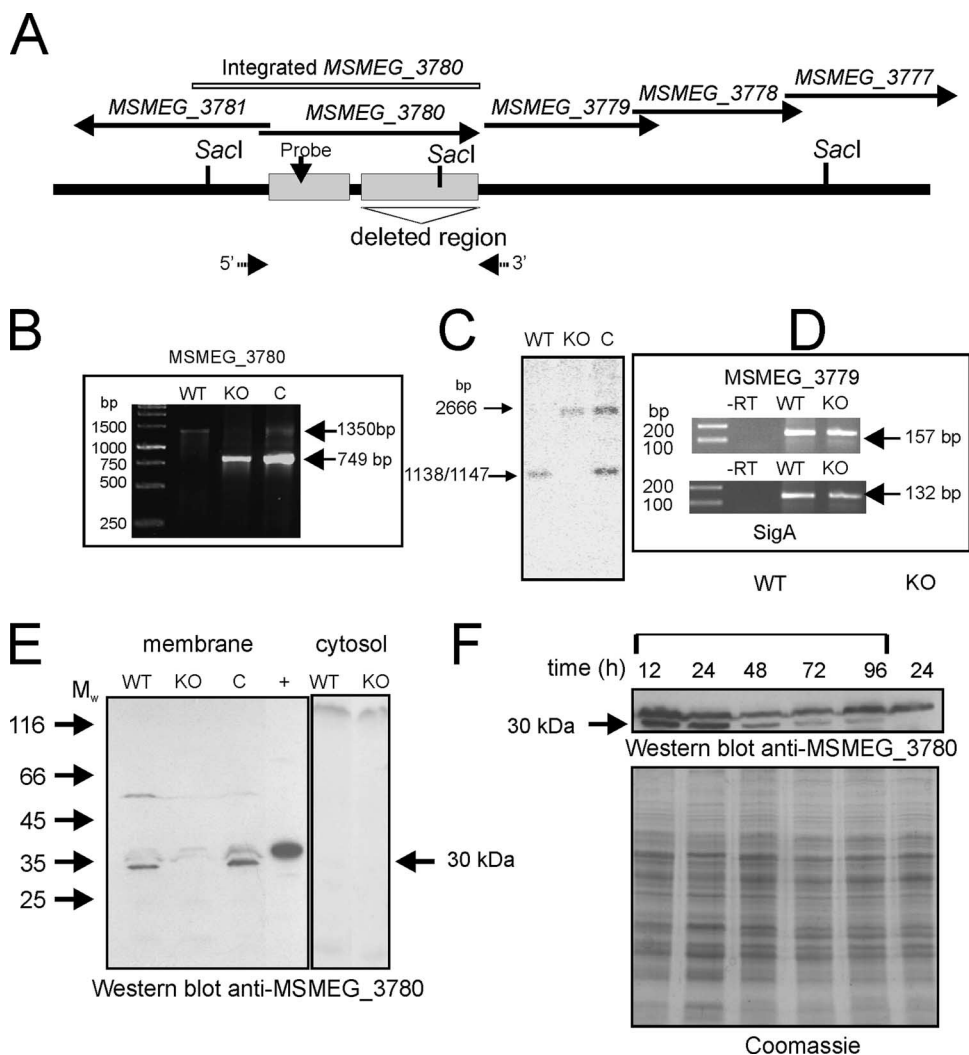 A
Integrated MSMEG_3780
MSMEG_3781
MSMEG_3780
MSMEG_3779
MSMEG_3778
MSMEG_3777
SacI
Probe
SacI
SacI
deleted region
5’
3’
B
MSMEG_3780
bp
WT KO C
1500
1000
750
500
250
1350bp
749 bp
C
WT KO C
bp
2666
1138/1147
D
MSMEG_3779
-RT WT KO
bp
200
100
157 bp
-RT WT KO
200
100
132 bp
SigA
WT KO
E
membrane cytosol
Mw WT KO C + WT KO
116
66
45
35
25
30 kDa
Western blot anti-MSMEG_3780
F
time (h) 12 24 48 72 96 24
30 kDa
Western blot anti-MSMEG_3780
Coomassie